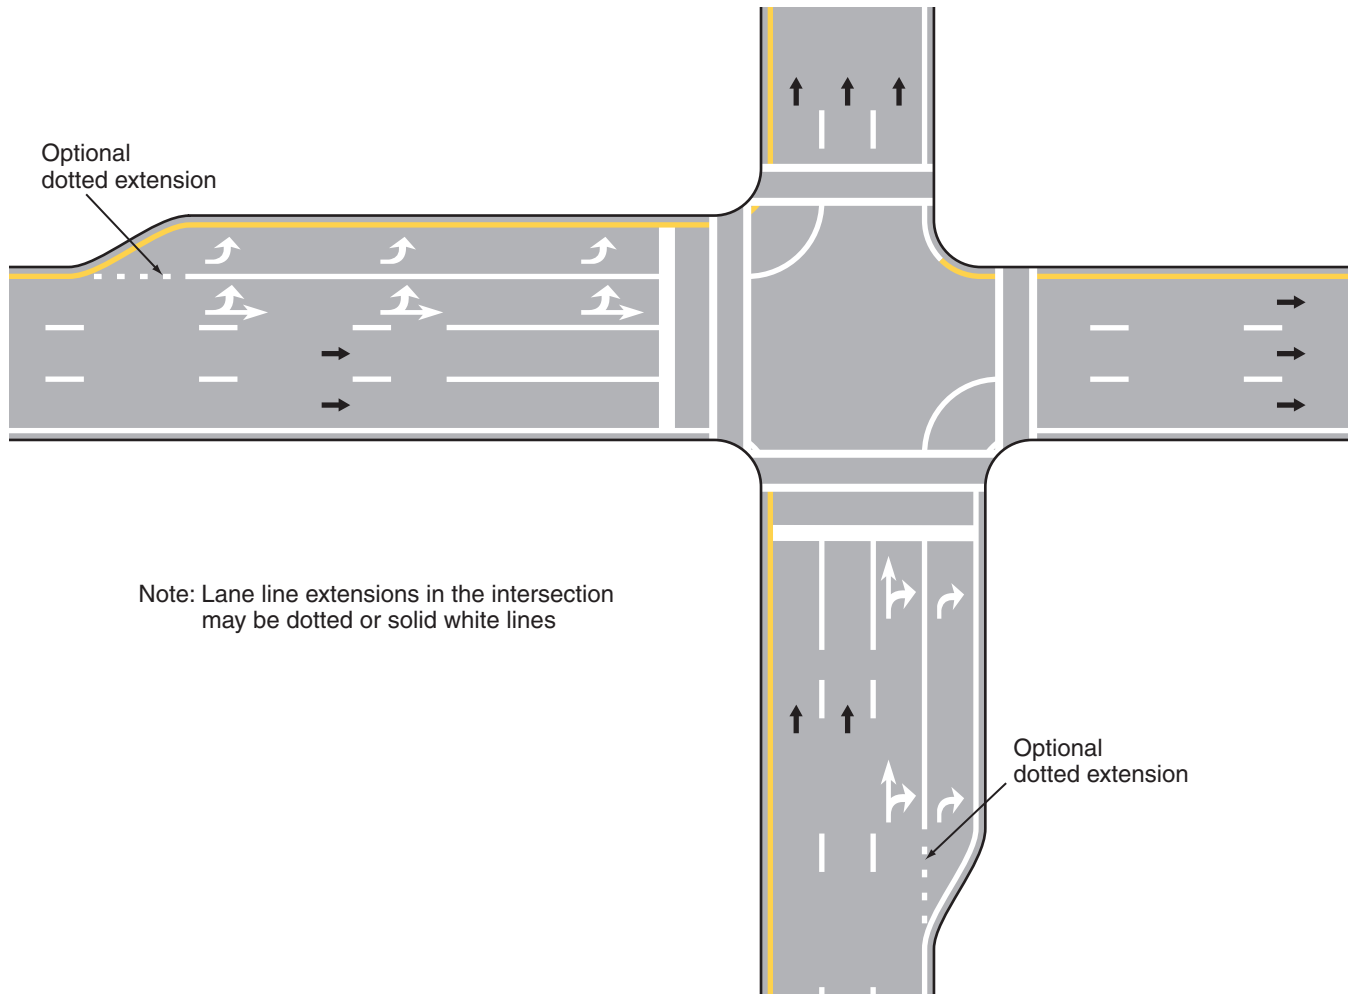 Optional
dotted extension
Note: Lane line extensions in the intersection
may be dotted or solid white lines
Optional
dotted extension